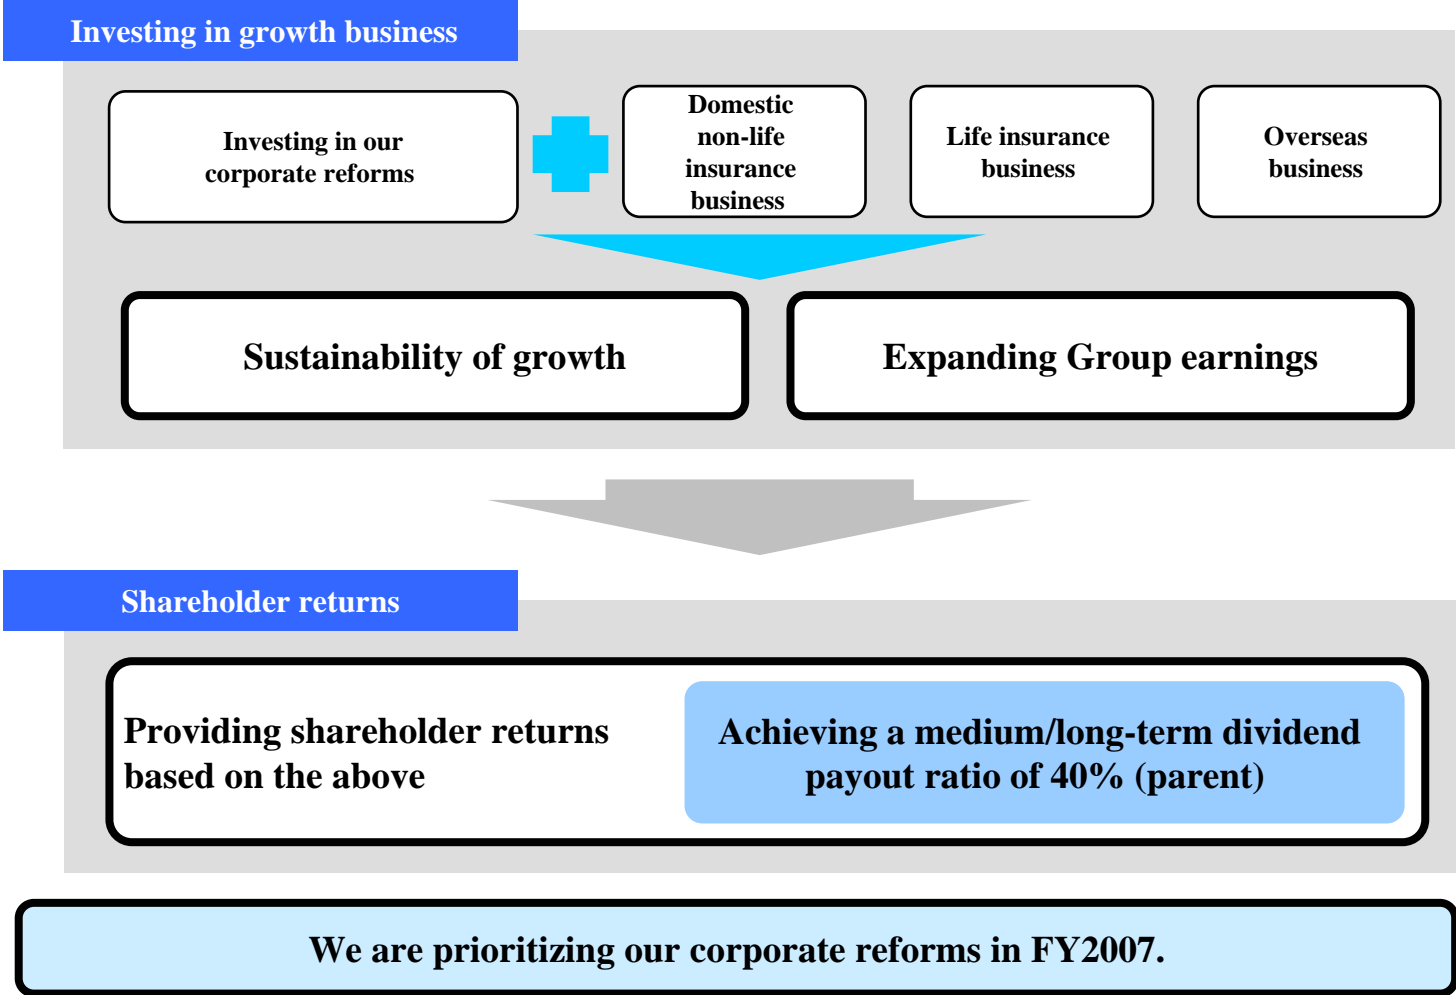 Investing in growth business
Investing in our
corporate reforms
Domestic
non-life
insurance
business
Life insurance
business
Overseas
business
Sustainability of growth
Expanding Group earnings
Shareholder returns
Providing shareholder returns
based on the above
Achieving a medium/long-term dividend
payout ratio of 40% (parent)
We are prioritizing our corporate reforms in FY2007.